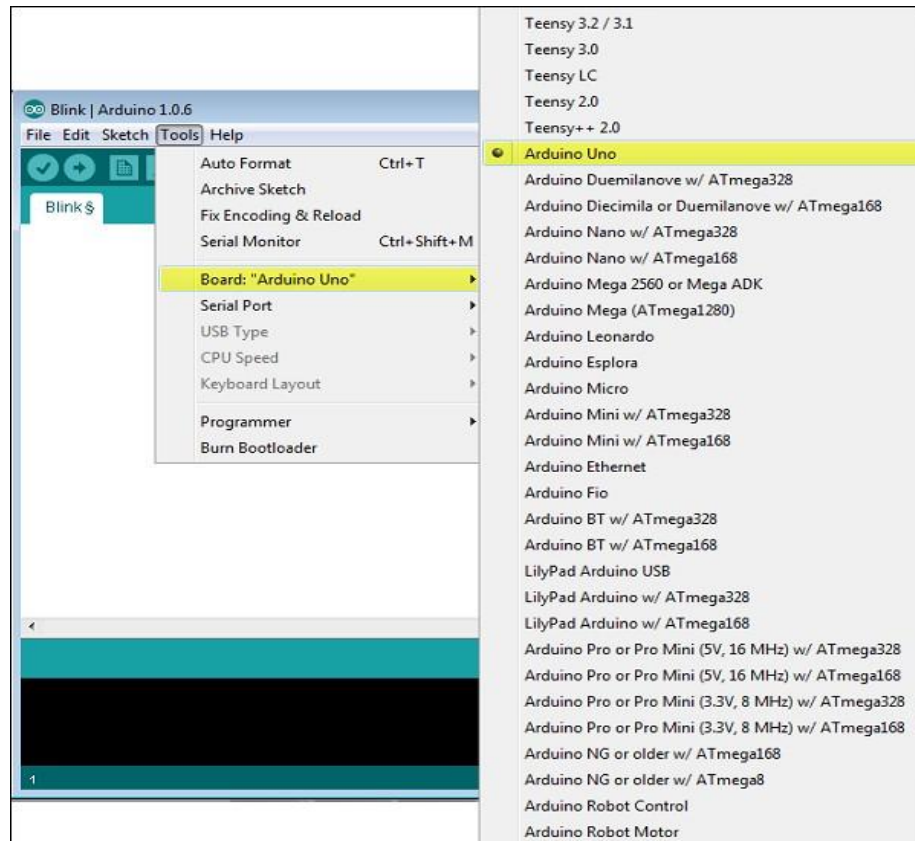 Blink | Arduino 1.0.6
File Edit Sketch Tools Help
Blink §
Auto Format Ctrl+T
Archive Sketch
Fix Encoding & Reload
Serial Monitor Ctrl+Shift+M
Board: "Arduino Uno"
Serial Port
USB Type
CPU Speed
Keyboard Layout
Programmer
Burn Bootloader
1
Teensy 3.2 / 3.1
Teensy 3.0
Teensy LC
Teensy 2.0
Teensy++ 2.0
Arduino Uno
Arduino Duemilanove w/ ATmega328
Arduino Diecimila or Duemilanove w/ ATmega168
Arduino Nano w/ ATmega328
Arduino Nano w/ ATmega168
Arduino Mega 2560 or Mega ADK
Arduino Mega (ATmega1280)
Arduino Leonardo
Arduino Esplora
Arduino Micro
Arduino Mini w/ ATmega328
Arduino Mini w/ ATmega168
Arduino Ethernet
Arduino Fio
Arduino BT w/ ATmega328
Arduino BT w/ ATmega168
LilyPad Arduino USB
LilyPad Arduino w/ ATmega328
LilyPad Arduino w/ ATmega168
Arduino Pro or Pro Mini (5V, 16 MHz) w/ ATmega328
Arduino Pro or Pro Mini (5V, 16 MHz) w/ ATmega168
Arduino Pro or Pro Mini (3.3V, 8 MHz) w/ ATmega328
Arduino Pro or Pro Mini (3.3V, 8 MHz) w/ ATmega168
Arduino NG or older w/ ATmega168
Arduino NG or older w/ ATmega8
Arduino Robot Control
Arduino Robot Motor